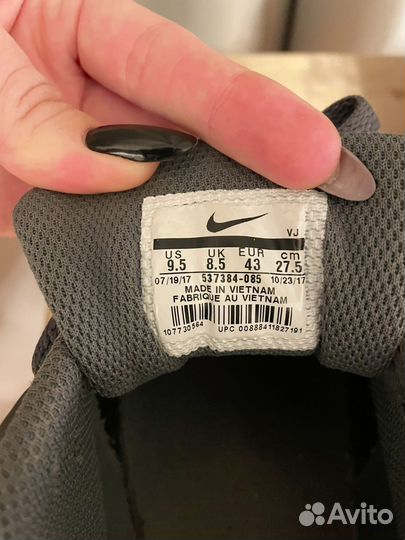 VJ
US UK EUR cm
9.5 8.5 43 27.5
07/19/17 537384-085 10/23/17
MADE IN VIETNAM
FABRIQUE AU VIETNAM
107730564 UPC 00888411827191
Avito